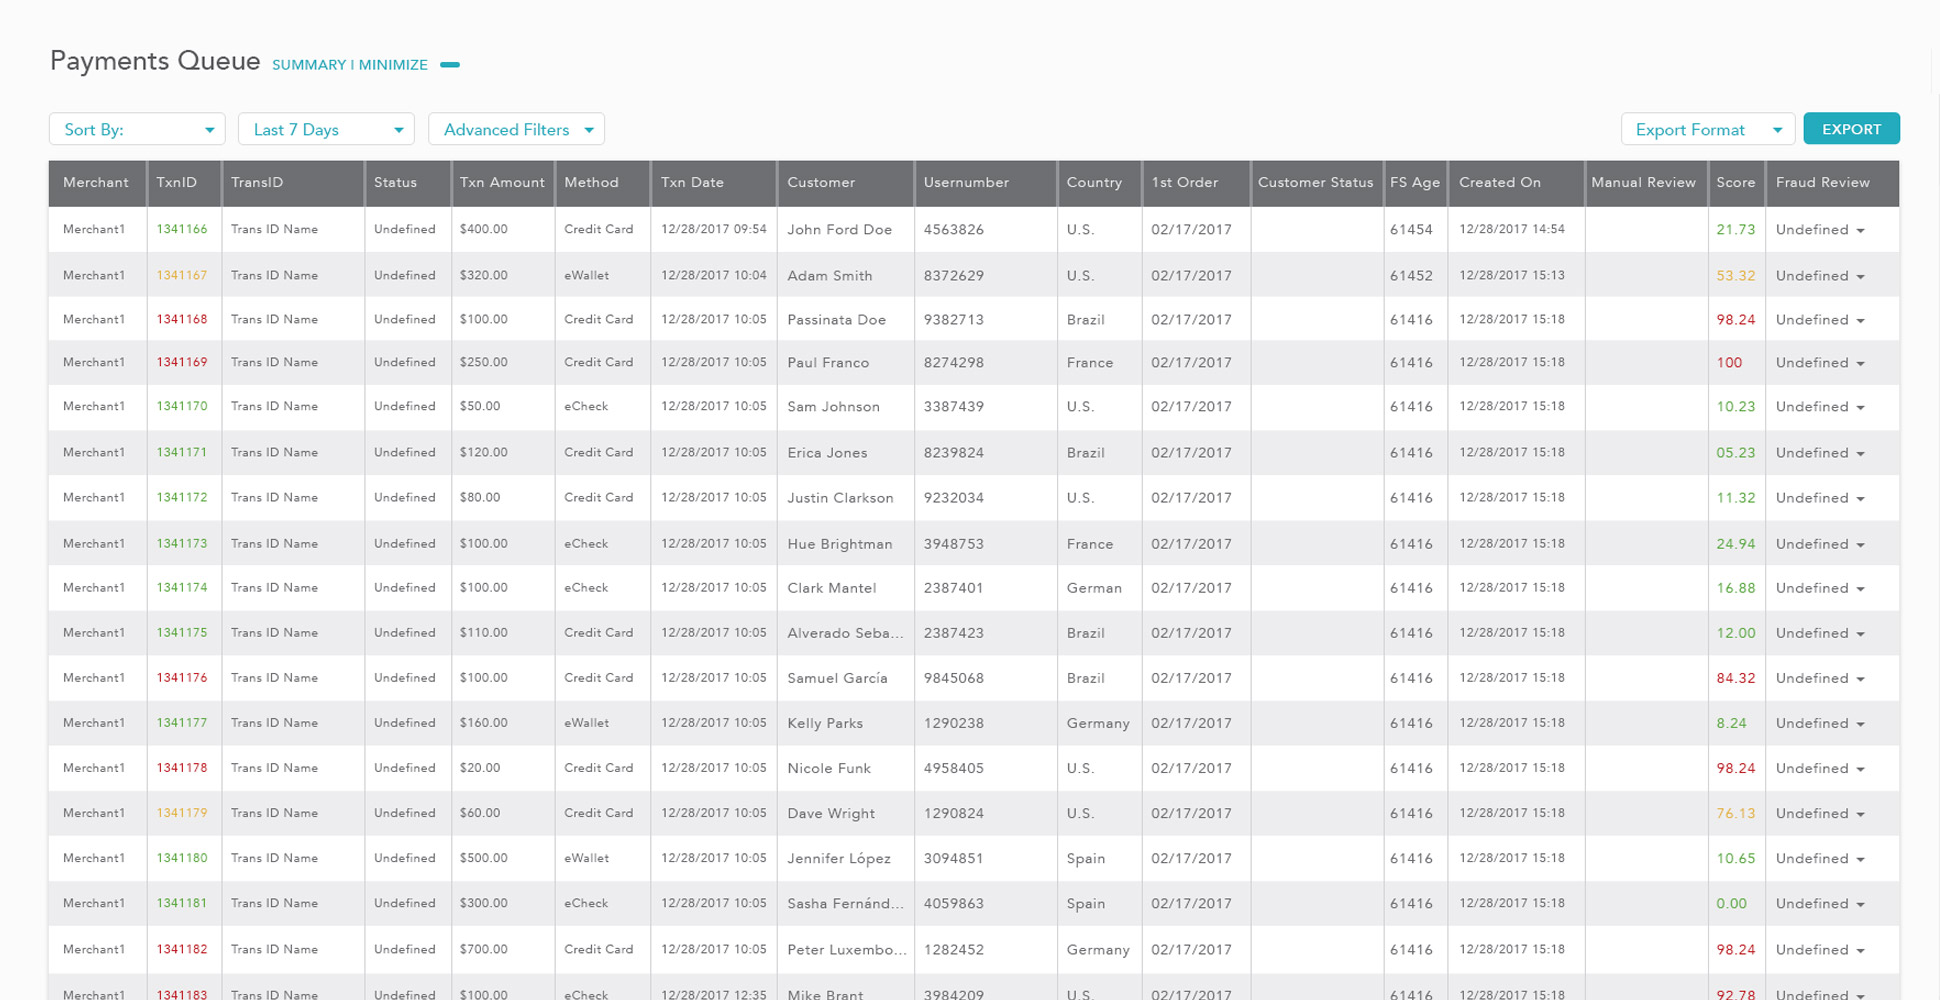 Payments Queue SUMMARY | MINIMIZE
Sort By: Last 7 Days Advanced Filters Export Format EXPORT
Merchant TxnID TransID Status Txn Amount Method Txn Date Customer Usernumber Country 1st Order Customer Status FS Age Created On Manual Review Score Fraud Review
Merchant1 1341166 Trans ID Name Undefined $400.00 Credit Card 12/28/2017 09:54 John Ford Doe 4563826 U.S. 02/17/2017 61454 12/28/2017 14:54 21.73 Undefined
Merchant1 1341167 Trans ID Name Undefined $320.00 eWallet 12/28/2017 10:04 Adam Smith 8372629 U.S. 02/17/2017 61452 12/28/2017 15:13 53.32 Undefined
Merchant1 1341168 Trans ID Name Undefined $100.00 Credit Card 12/28/2017 10:05 Passinata Doe 9382713 Brazil 02/17/2017 61416 12/28/2017 15:18 98.24 Undefined
Merchant1 1341169 Trans ID Name Undefined $250.00 Credit Card 12/28/2017 10:05 Paul Franco 8274298 France 02/17/2017 61416 12/28/2017 15:18 100 Undefined
Merchant1 1341170 Trans ID Name Undefined $50.00 eCheck 12/28/2017 10:05 Sam Johnson 3387439 U.S. 02/17/2017 61416 12/28/2017 15:18 10.23 Undefined
Merchant1 1341171 Trans ID Name Undefined $120.00 Credit Card 12/28/2017 10:05 Erica Jones 8239824 Brazil 02/17/2017 61416 12/28/2017 15:18 05.23 Undefined
Merchant1 1341172 Trans ID Name Undefined $80.00 Credit Card 12/28/2017 10:05 Justin Clarkson 9232034 U.S. 02/17/2017 61416 12/28/2017 15:18 11.32 Undefined
Merchant1 1341173 Trans ID Name Undefined $100.00 eCheck 12/28/2017 10:05 Hue Brightman 3948753 France 02/17/2017 61416 12/28/2017 15:18 24.94 Undefined
Merchant1 1341174 Trans ID Name Undefined $100.00 eCheck 12/28/2017 10:05 Clark Mantel 2387401 German 02/17/2017 61416 12/28/2017 15:18 16.88 Undefined
Merchant1 1341175 Trans ID Name Undefined $110.00 Credit Card 12/28/2017 10:05 Alverado Seba... 2387423 Brazil 02/17/2017 61416 12/28/2017 15:18 12.00 Undefined
Merchant1 1341176 Trans ID Name Undefined $100.00 Credit Card 12/28/2017 10:05 Samuel García 9845068 Brazil 02/17/2017 61416 12/28/2017 15:18 84.32 Undefined
Merchant1 1341177 Trans ID Name Undefined $160.00 eWallet 12/28/2017 10:05 Kelly Parks 1290238 Germany 02/17/2017 61416 12/28/2017 15:18 8.24 Undefined
Merchant1 1341178 Trans ID Name Undefined $20.00 Credit Card 12/28/2017 10:05 Nicole Funk 4958405 U.S. 02/17/2017 61416 12/28/2017 15:18 98.24 Undefined
Merchant1 1341179 Trans ID Name Undefined $60.00 Credit Card 12/28/2017 10:05 Dave Wright 1290824 U.S. 02/17/2017 61416 12/28/2017 15:18 76.13 Undefined
Merchant1 1341180 Trans ID Name Undefined $500.00 eWallet 12/28/2017 10:05 Jennifer López 3094851 Spain 02/17/2017 61416 12/28/2017 15:18 10.65 Undefined
Merchant1 1341181 Trans ID Name Undefined $300.00 eCheck 12/28/2017 10:05 Sasha Fernánd... 4059863 Spain 02/17/2017 61416 12/28/2017 15:18 0.00 Undefined
Merchant1 1341182 Trans ID Name Undefined $700.00 Credit Card 12/28/2017 10:05 Peter Luxembo... 1282452 Germany 02/17/2017 61416 12/28/2017 15:18 98.24 Undefined
Merchant1 1341183 Trans ID Name Undefined $100.00 eCheck 12/28/2017 12:35 Mike Brant 3984209 U.S. 02/17/2017 61416 12/28/2017 15:18 92.78 Undefined